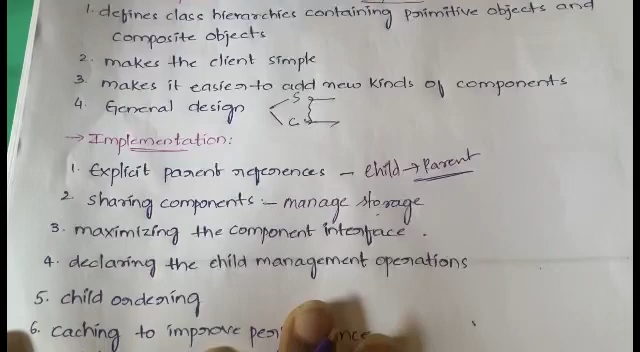 1. defines class hierarchies containing primitive objects and
composite objects
2. makes the client simple
3. makes it easier to add new kinds of components
4. General design S C
→ Implementation:
1. Explicit parent references - child → parent
2. sharing components :- manage storage
3. maximizing the component interface.
4. declaring the child management operations
5. child ordering
6. caching to improve